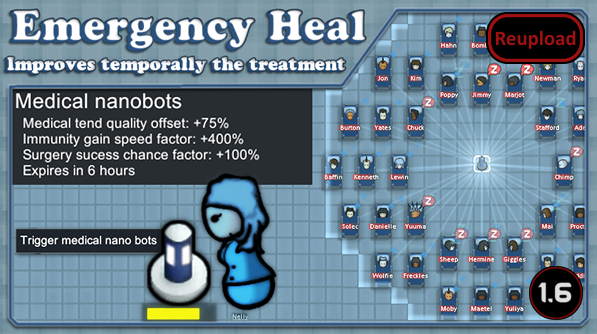 Emergency Heal
Reupload
Improves temporally the treatment
Medical nanobots
Medical tend quality offset: +75%
Immunity gain speed factor: +400%
Surgery sucess chance factor: +100%
Expires in 6 hours
Trigger medical nano bots
Nelly
Hahn
Jon
Kim
Newman
Poppy
Jimmy
Marjot
Burton
Yates
Chuck
Stafford
Baffin
Kenneth
Lewin
Chimp
Solec
Danielle
Yuuma
Mai
Sheep
Hermine
Giggles
Wolfie
Freckles
Moby
Maetel
Yuliya
1.6